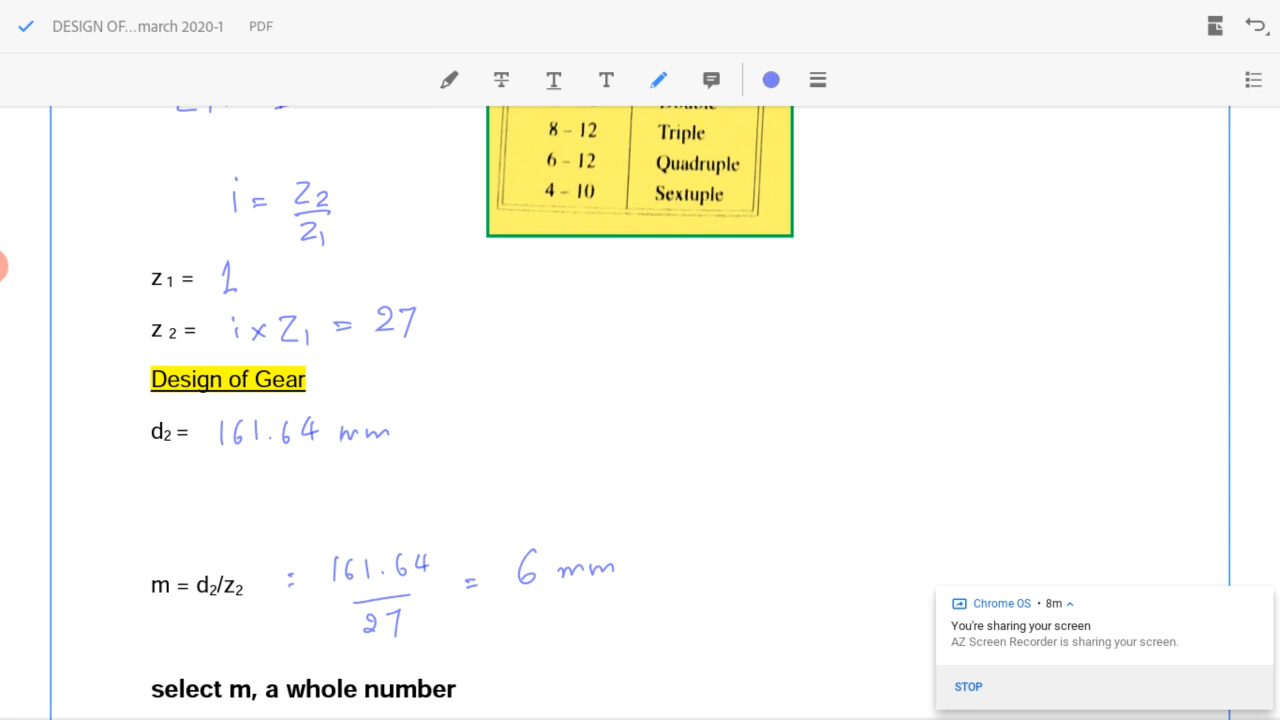 DESIGN OF...march 2020-1 PDF
8 – 12 Triple
6 – 12 Quadruple
4 – 10 Sextuple
i = Z2/Z1
z 1 = 1
z 2 = i x Z1 = 27
Design of Gear
d2 = 161.64 mm
m = d2/z2 = 161.64/27 = 6 mm
select m, a whole number
Chrome OS • 8m
You're sharing your screen
AZ Screen Recorder is sharing your screen.
STOP